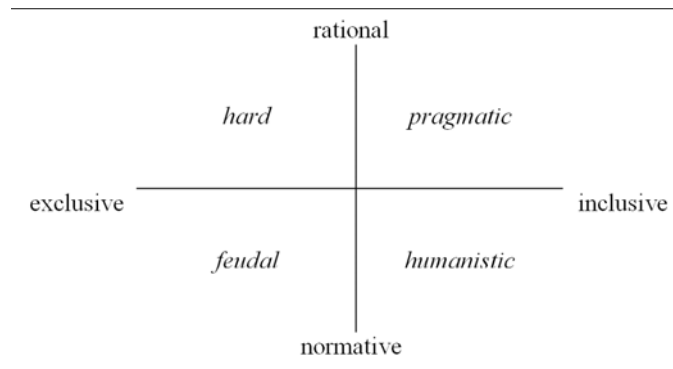 rational
hard
pragmatic
exclusive
inclusive
feudal
humanistic
normative